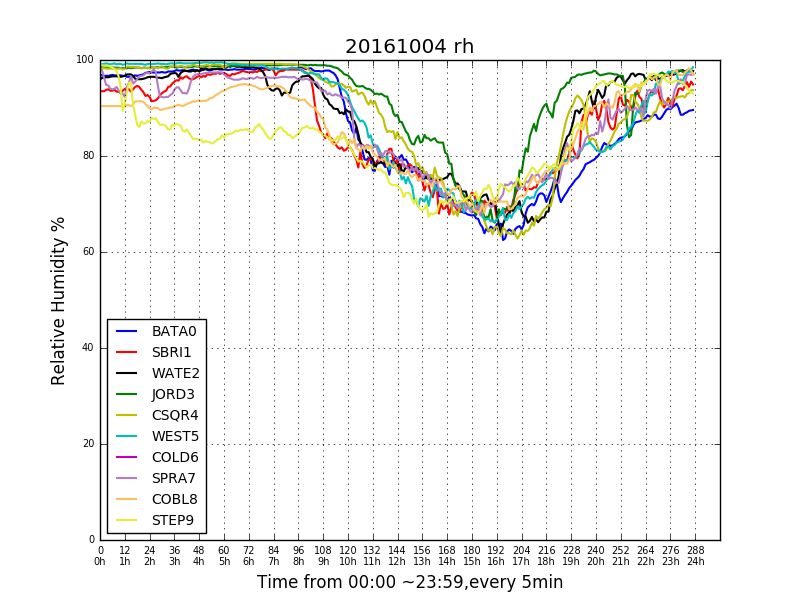 20161004 rh
100
80
60
40
20
0
Relative Humidity %
BATA0
SBRI1
WATE2
JORD3
CSQR4
WEST5
COLD6
SPRA7
COBL8
STEP9
0 12 24 36 48 60 72 84 96 108 120 132 144 156 168 180 192 204 216 228 240 252 264 276 288
0h 1h 2h 3h 4h 5h 6h 7h 8h 9h 10h 11h 12h 13h 14h 15h 16h 17h 18h 19h 20h 21h 22h 23h 24h
Time from 00:00 ~23:59,every 5min